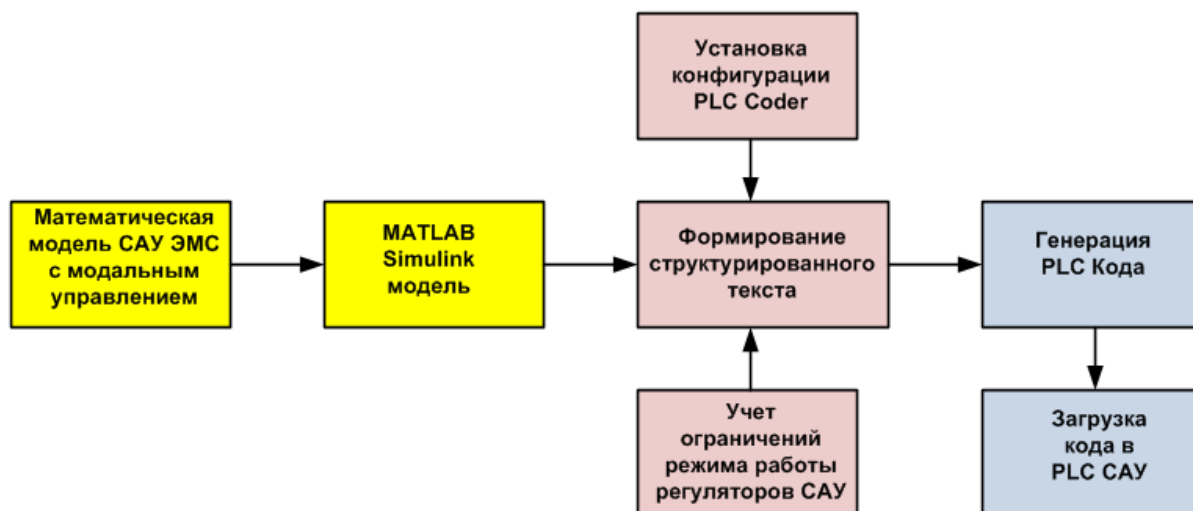 Установка
конфигурации
PLC Coder
Математическая
модель САУ ЭМС
с модальным
управлением
MATLAB
Simulink
модель
Формирование
структурированного
текста
Генерация
PLC Кода
Учет
ограничений
режима работы
регуляторов САУ
Загрузка
кода в
PLC САУ